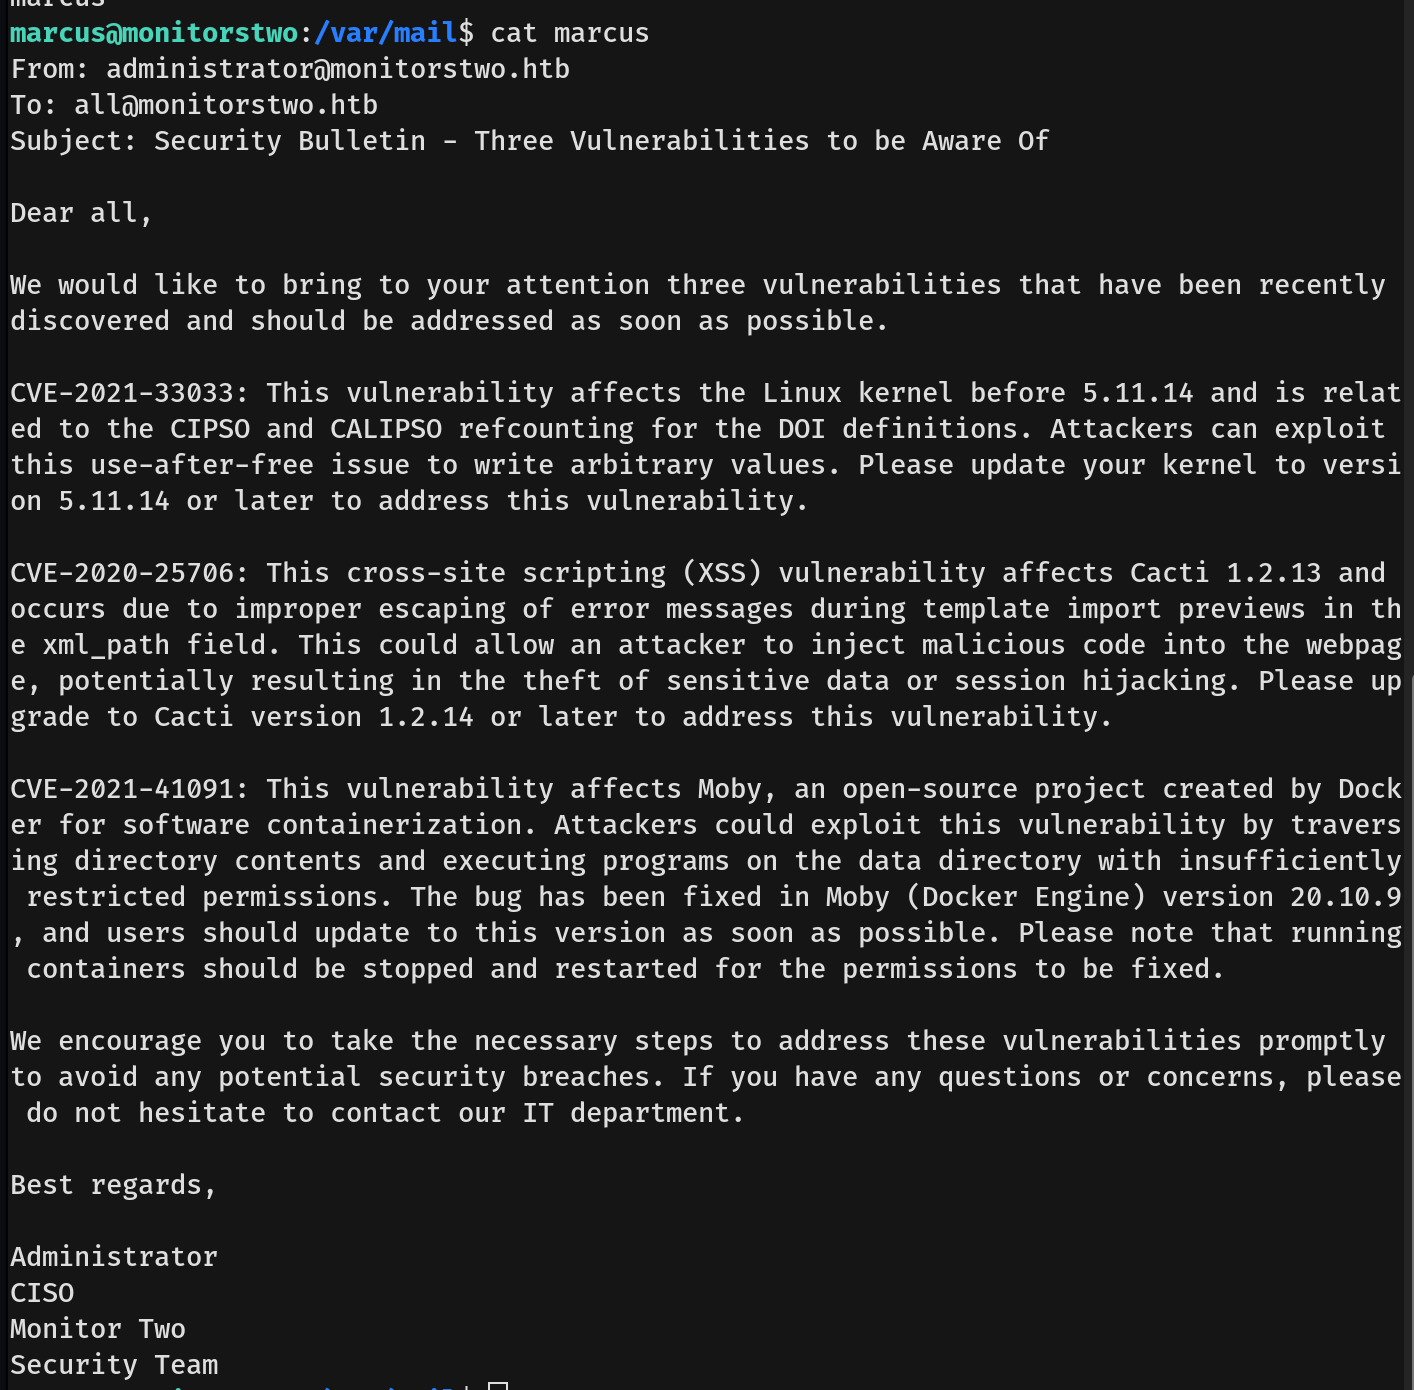 marcus
marcus@monitorstwo:/var/mail$ cat marcus
From: administrator@monitorstwo.htb
To: all@monitorstwo.htb
Subject: Security Bulletin - Three Vulnerabilities to be Aware Of
Dear all,
We would like to bring to your attention three vulnerabilities that have been recently
discovered and should be addressed as soon as possible.
CVE-2021-33033: This vulnerability affects the Linux kernel before 5.11.14 and is relat
ed to the CIPSO and CALIPSO refcounting for the DOI definitions. Attackers can exploit
this use-after-free issue to write arbitrary values. Please update your kernel to versi
on 5.11.14 or later to address this vulnerability.
CVE-2020-25706: This cross-site scripting (XSS) vulnerability affects Cacti 1.2.13 and
occurs due to improper escaping of error messages during template import previews in th
e xml_path field. This could allow an attacker to inject malicious code into the webpag
e, potentially resulting in the theft of sensitive data or session hijacking. Please up
grade to Cacti version 1.2.14 or later to address this vulnerability.
CVE-2021-41091: This vulnerability affects Moby, an open-source project created by Dock
er for software containerization. Attackers could exploit this vulnerability by travers
ing directory contents and executing programs on the data directory with insufficiently
restricted permissions. The bug has been fixed in Moby (Docker Engine) version 20.10.9
, and users should update to this version as soon as possible. Please note that running
containers should be stopped and restarted for the permissions to be fixed.
We encourage you to take the necessary steps to address these vulnerabilities promptly
to avoid any potential security breaches. If you have any questions or concerns, please
do not hesitate to contact our IT department.
Best regards,
Administrator
CISO
Monitor Two
Security Team